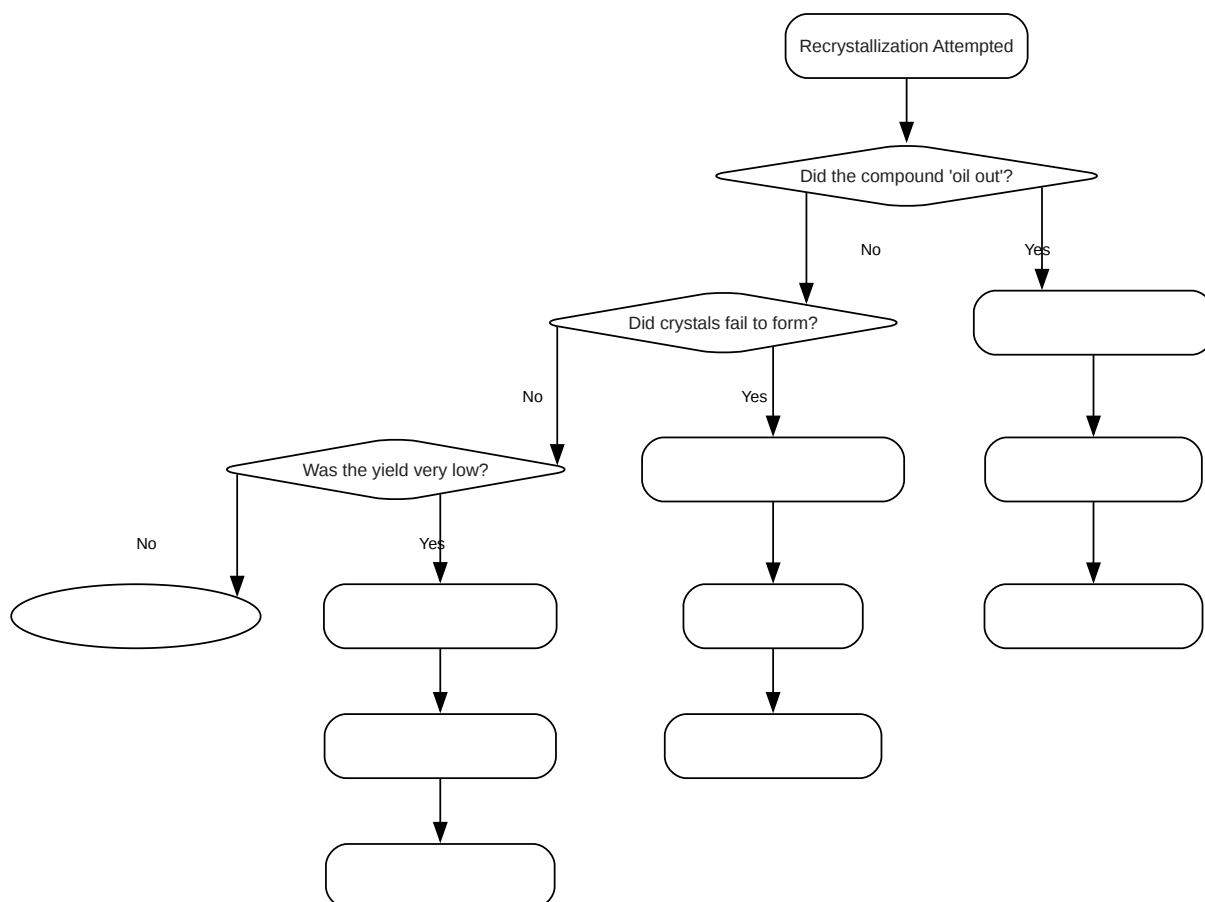 Recrystallization Attempted
Did the compound 'oil out'?
No
Yes
Did crystals fail to form?
No
Yes
Was the yield very low?
No
Yes